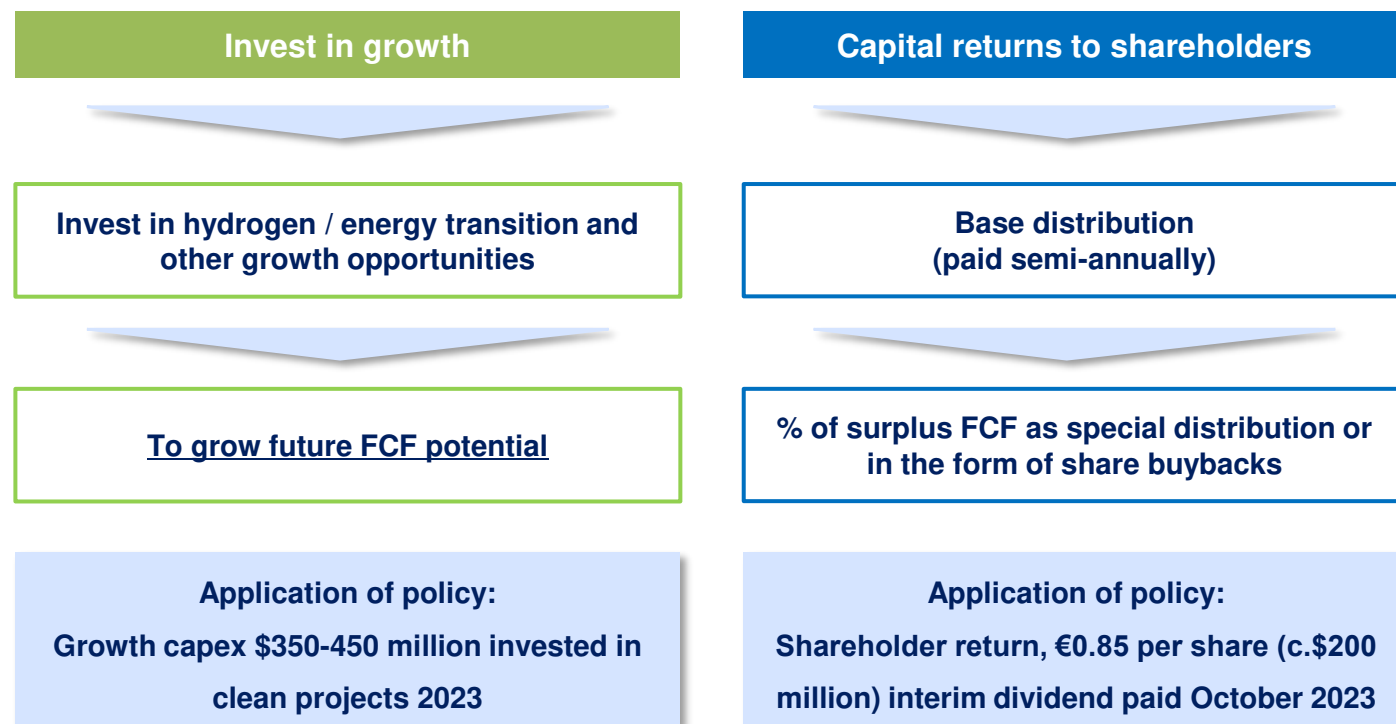 Invest in growth
Invest in hydrogen / energy transition and
other growth opportunities
To grow future FCF potential
Application of policy:
Growth capex $350-450 million invested in
clean projects 2023
Capital returns to shareholders
Base distribution
(paid semi-annually)
% of surplus FCF as special distribution or
in the form of share buybacks
Application of policy:
Shareholder return, €0.85 per share (c.$200
million) interim dividend paid October 2023